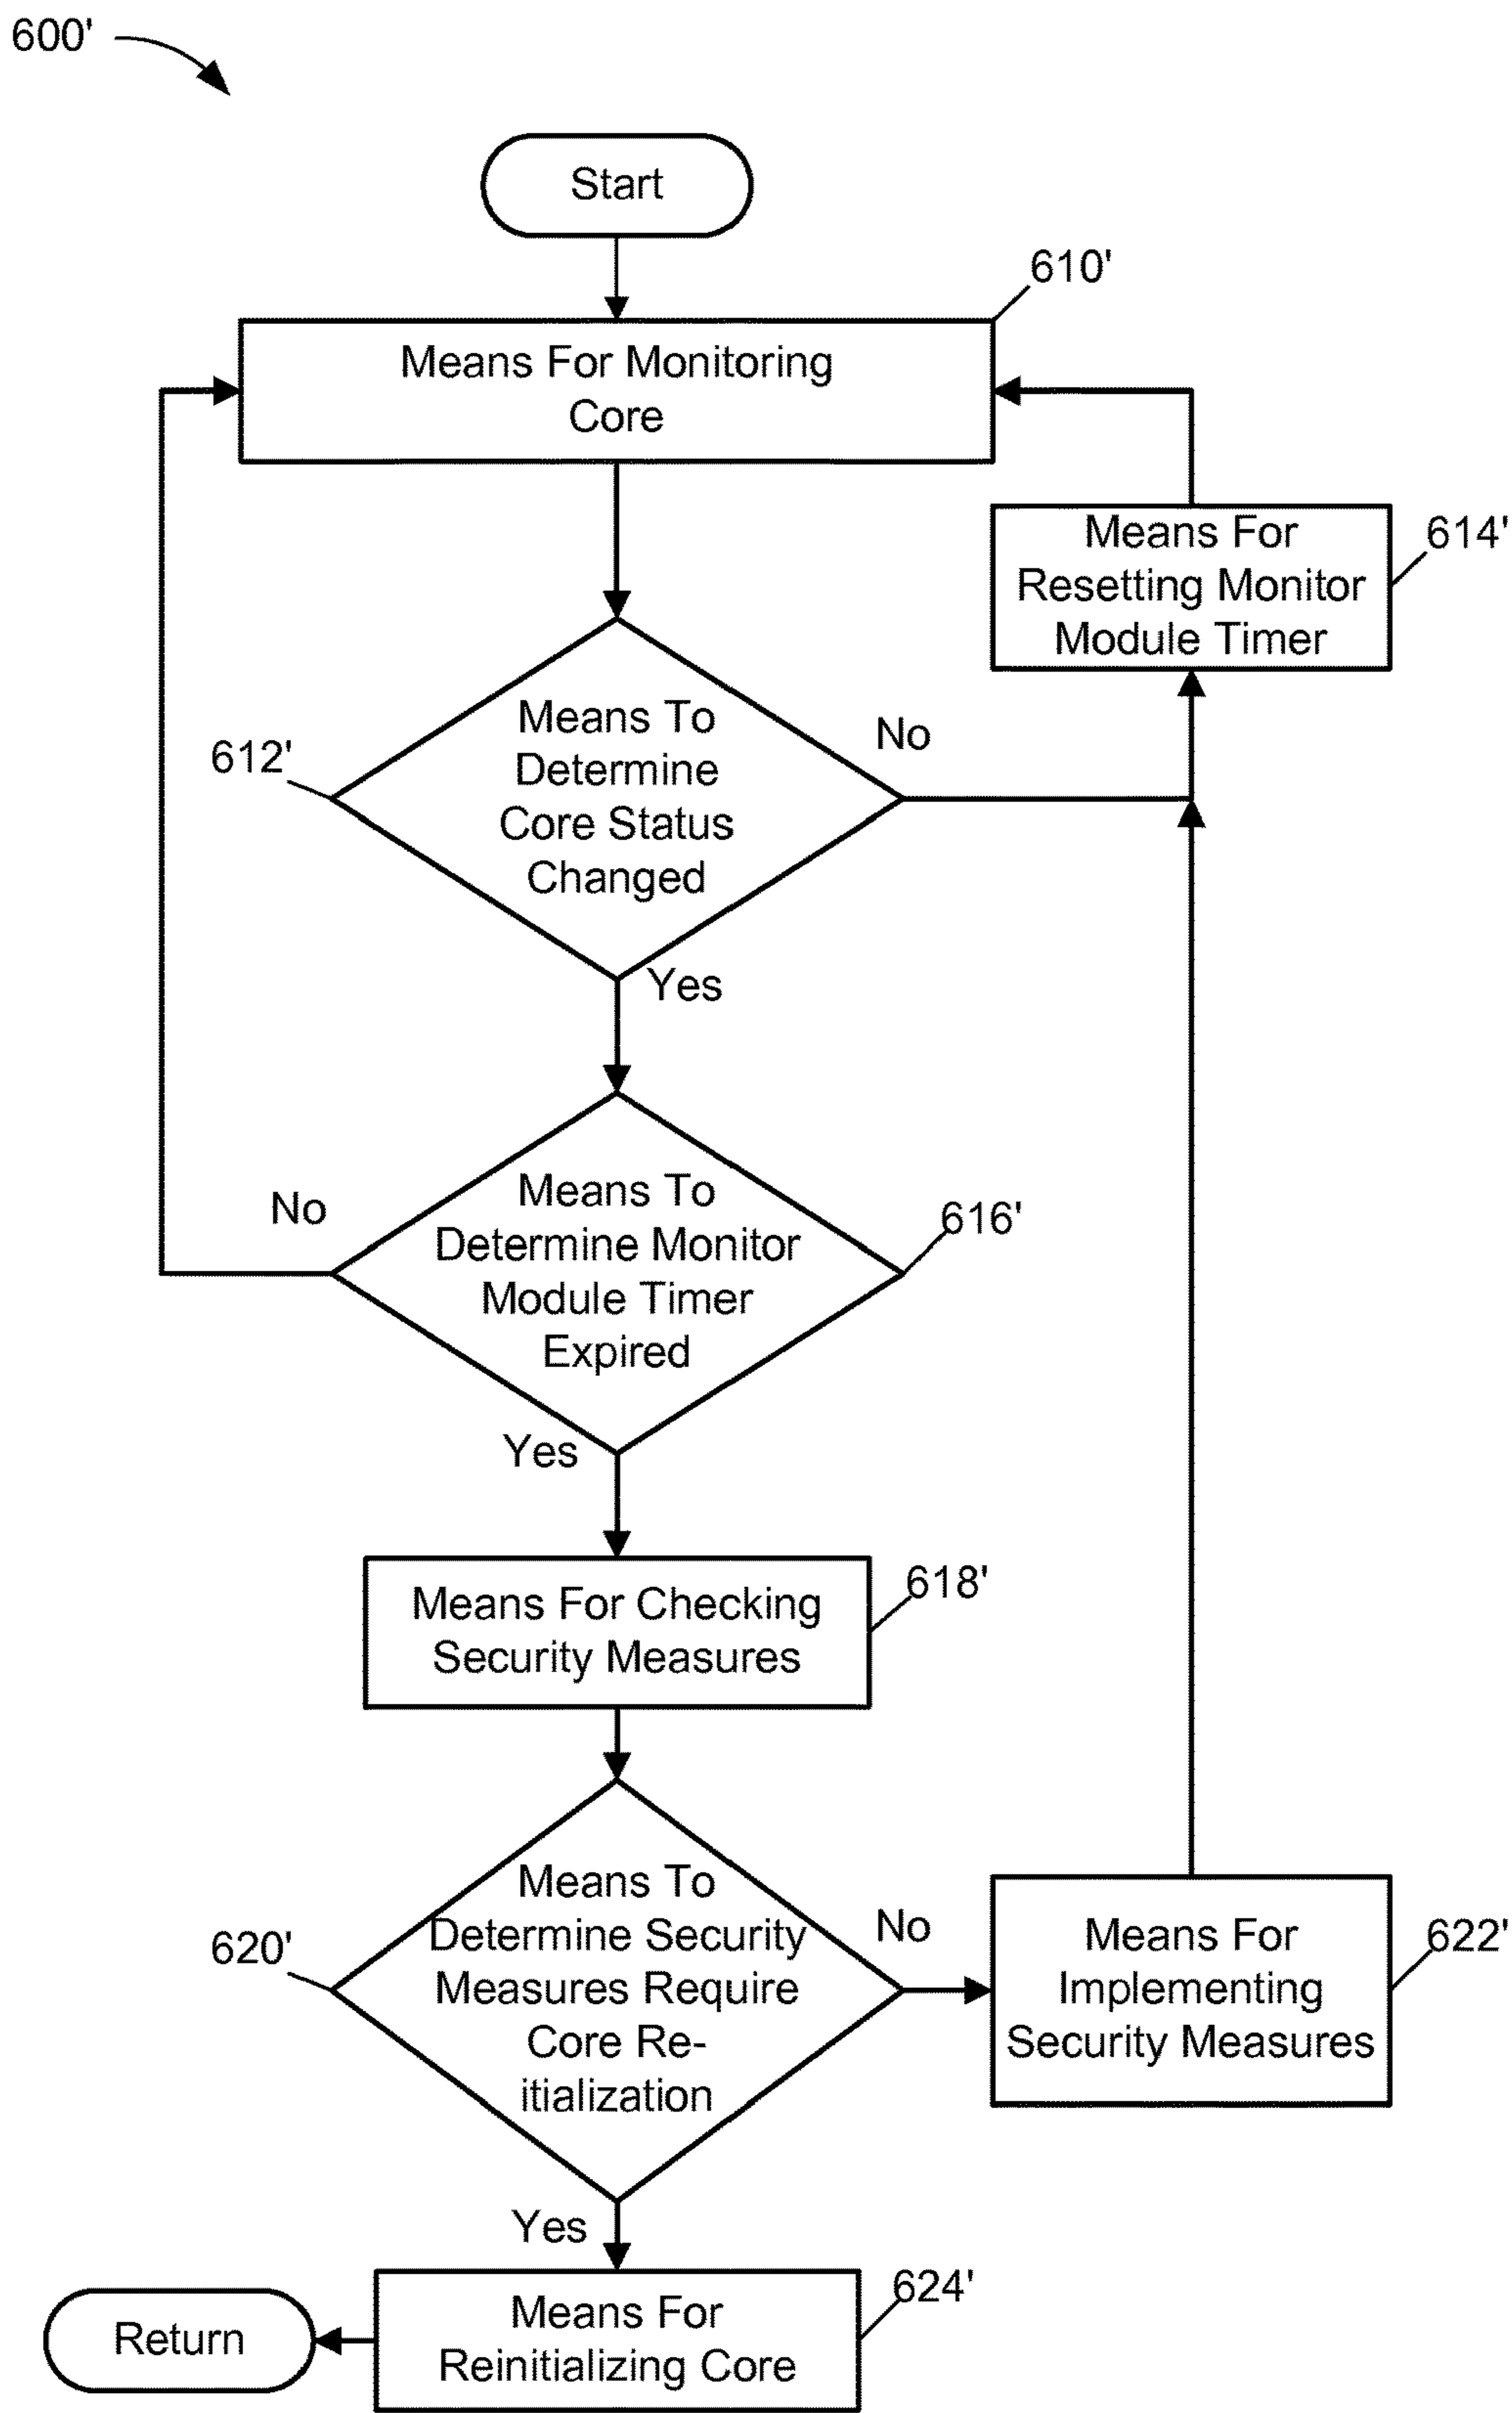 600'
Start
610'
Means For Monitoring
Core
Means For
Resetting Monitor
Module Timer
614'
612'
Means To
Determine
Core Status
Changed
No
Yes
No
Means To
Determine Monitor
Module Timer
Expired
616'
Yes
Means For Checking
Security Measures
618'
620'
Means To
Determine Security
Measures Require
Core Re-
itialization
No
Means For
Implementing
Security Measures
622'
Yes
Means For
Reinitializing Core
624'
Return